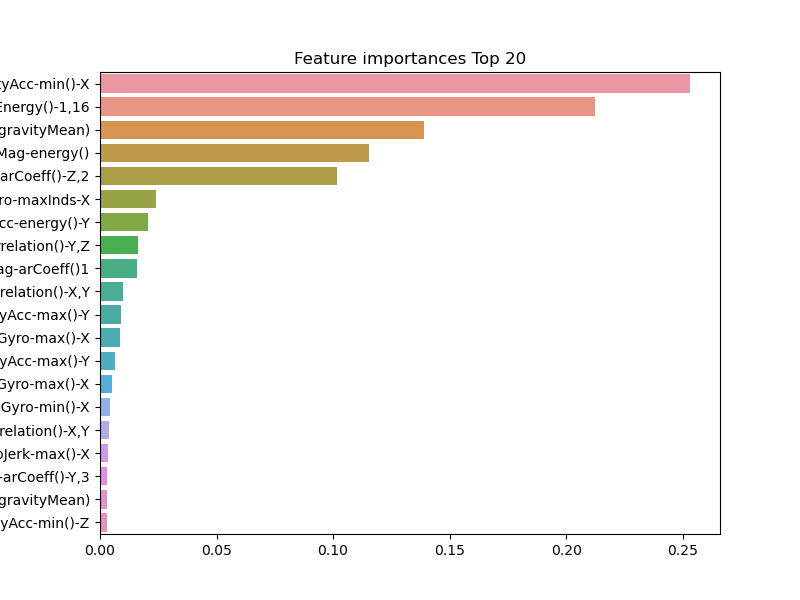 Feature importances Top 20
yAcc-min()-X
Energy()-1,16
gravityMean)
Mag-energy()
arCoeff()-Z,2
ro-maxInds-X
cc-energy()-Y
relation()-Y,Z
ag-arCoeff()1
relation()-X,Y
yAcc-max()-Y
Gyro-max()-X
yAcc-max()-Y
Gyro-max()-X
Gyro-min()-X
relation()-X,Y
Jerk-max()-X
-arCoeff()-Y,3
gravityMean)
yAcc-min()-Z
0.00 0.05 0.10 0.15 0.20 0.25